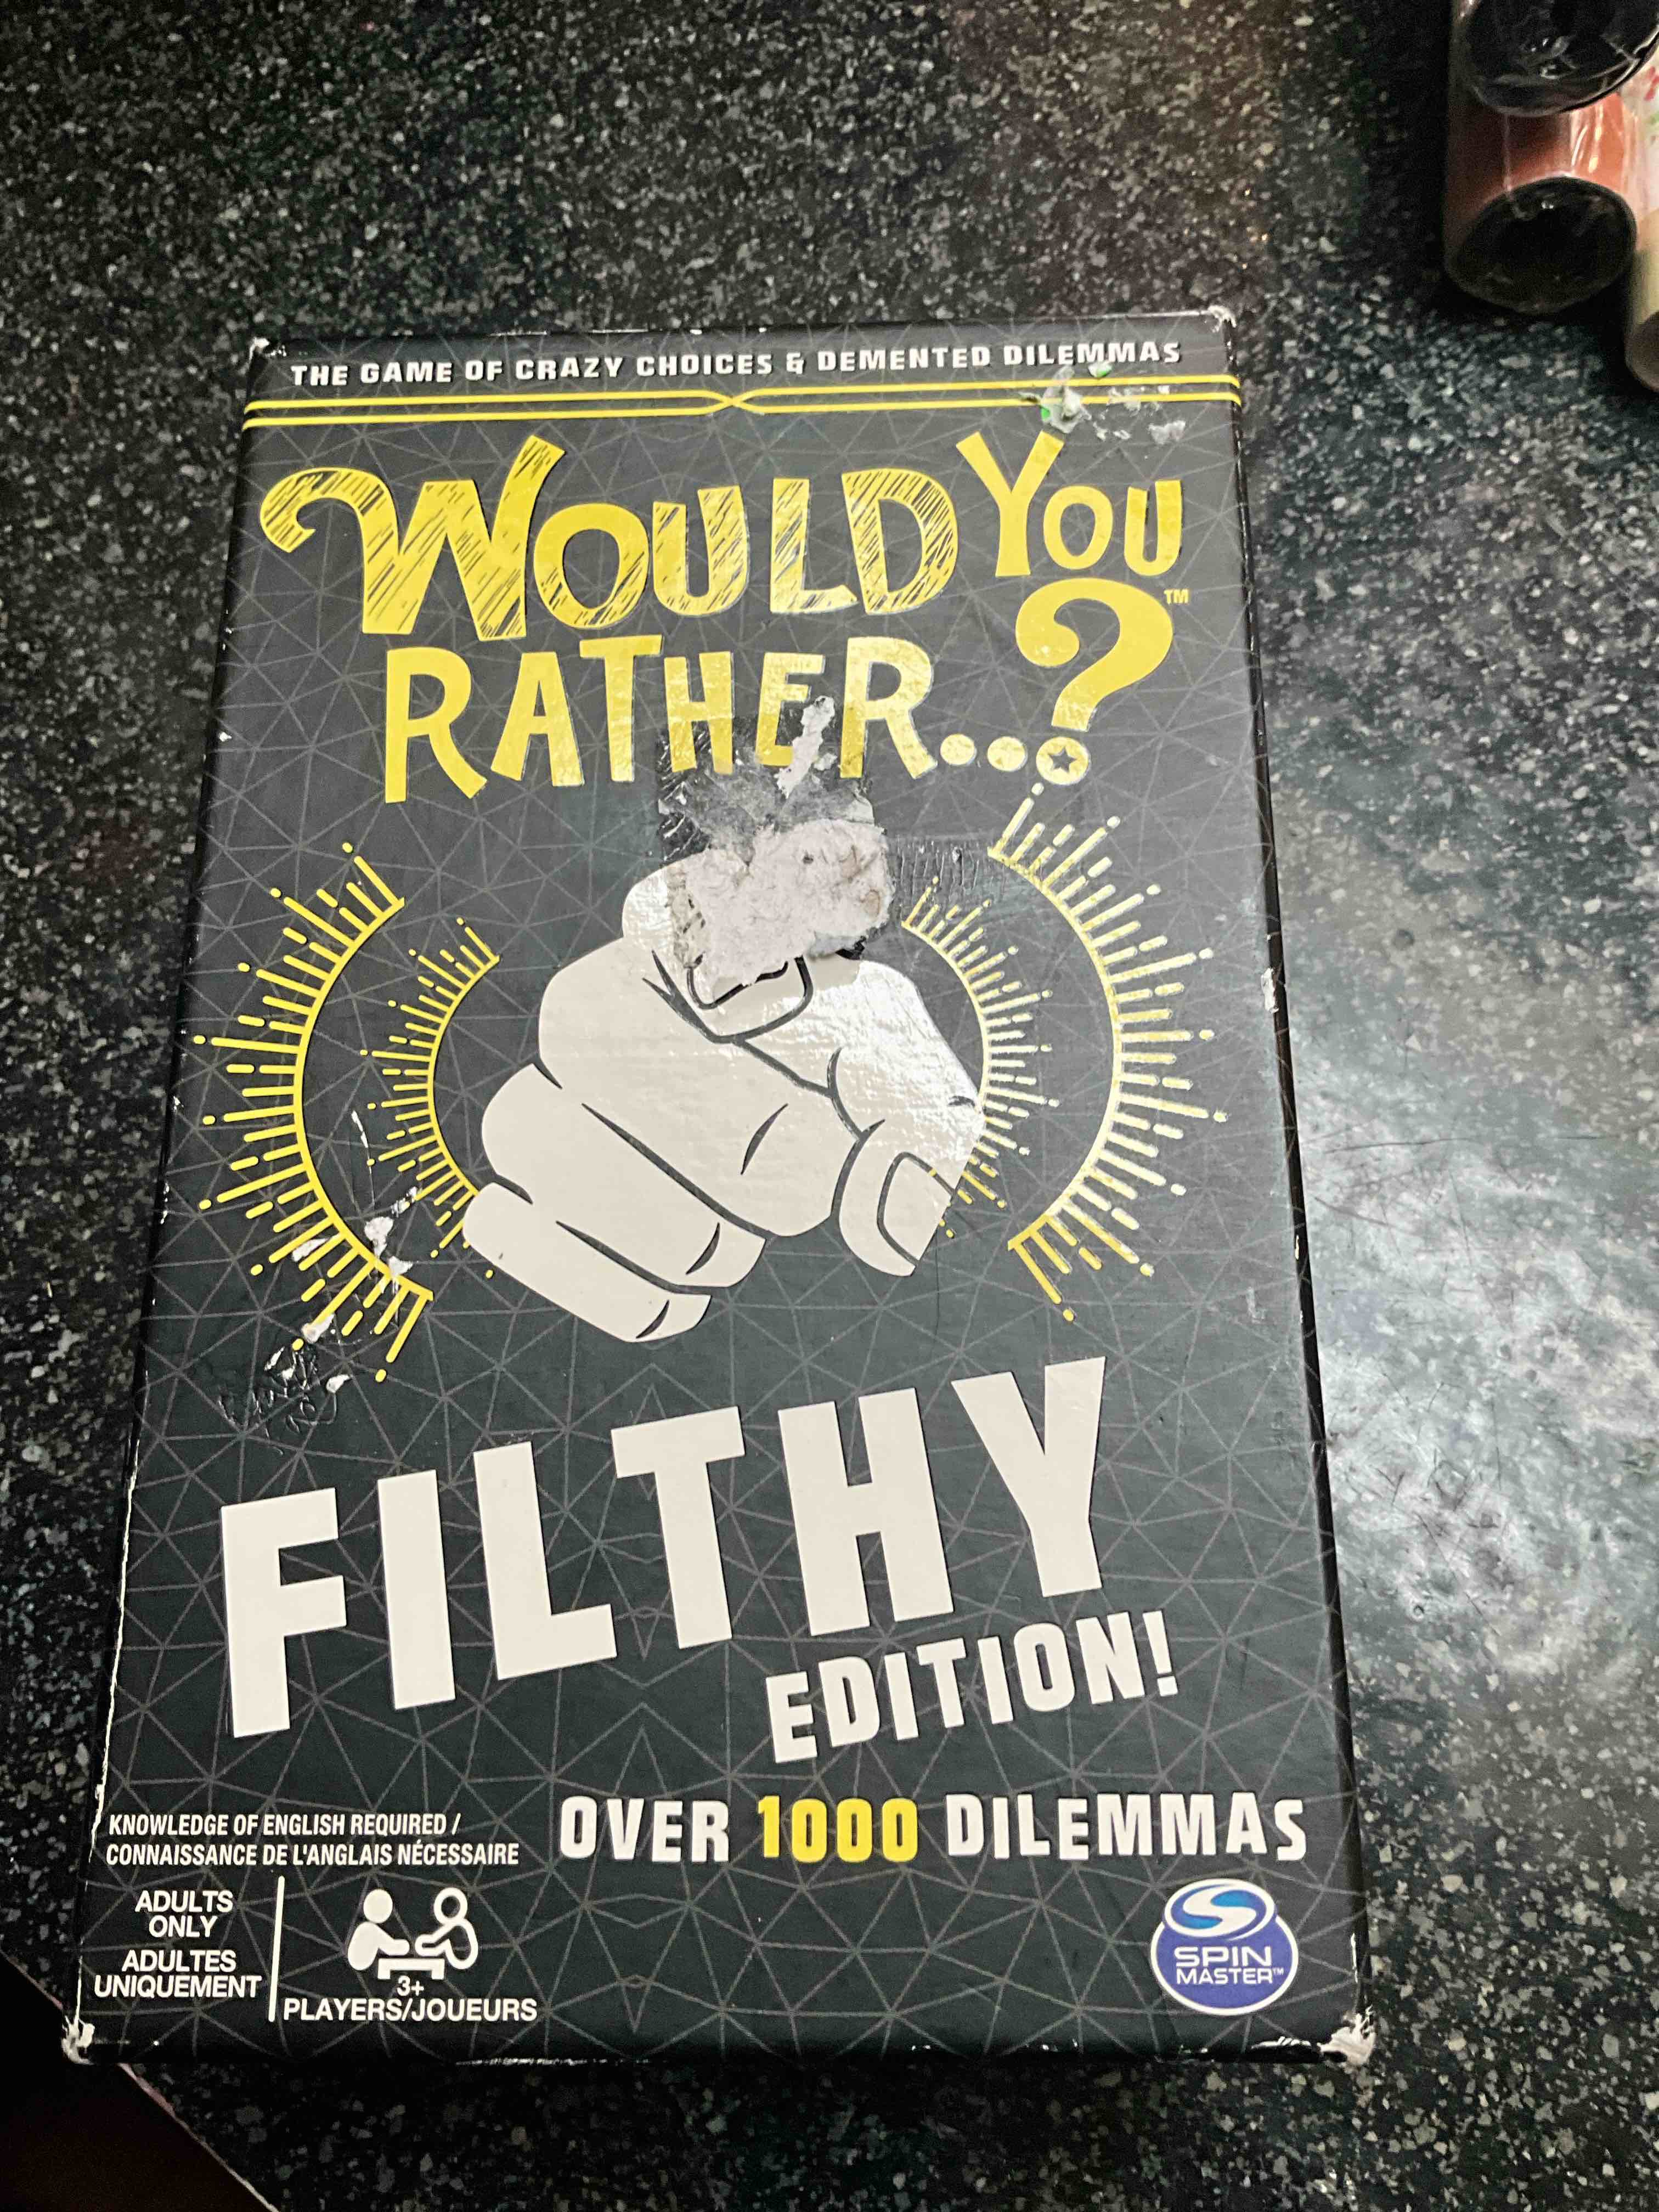 THE GAME OF CRAZY CHOICES & DEMENTED DILEMMAS
WOULD YOU
RATHER...?™
FILTHY
EDITION!
OVER 1000 DILEMMAS
KNOWLEDGE OF ENGLISH REQUIRED /
CONNAISSANCE DE L'ANGLAIS NÉCESSAIRE
ADULTS
ONLY
ADULTES
UNIQUEMENT
3+
PLAYERS/JOUEURS
SPIN
MASTER™